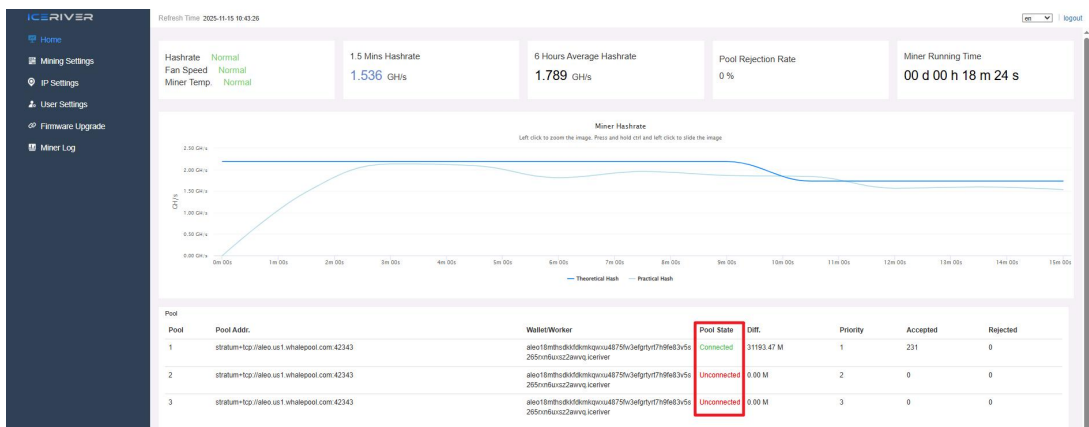 ICERIVER
Refresh Time 2025-11-15 10:43:26
en
logout
Home
Mining Settings
IP Settings
User Settings
Firmware Upgrade
Miner Log
Hashrate Normal
Fan Speed Normal
Miner Temp. Normal
1.5 Mins Hashrate
1.536 GH/s
6 Hours Average Hashrate
1.789 GH/s
Pool Rejection Rate
0 %
Miner Running Time
00 d 00 h 18 m 24 s
Miner Hashrate
Left click to zoom the image. Press and hold ctrl and left click to slide the image
GH/s
2.50 GH/s
2.00 GH/s
1.50 GH/s
1.00 GH/s
0.50 GH/s
0.00 GH/s
0m 00s 1m 00s 2m 00s 3m 00s 4m 00s 5m 00s 6m 00s 7m 00s 8m 00s 9m 00s 10m 00s 11m 00s 12m 00s 13m 00s 14m 00s 15m 00s
Theoretical Hash Practical Hash
Pool
Pool Pool Addr. Wallet/Worker Pool State Diff. Priority Accepted Rejected
1 stratum+tcp://aleo.us1.whalepool.com:42343 aleo18mthsdkkfdkmkqwxu4875fw3efgrtyrt7h9fe83v5s Connected 31193.47 M 1 231 0
265rxn6uxsz2awvq.iceriver
2 stratum+tcp://aleo.us1.whalepool.com:42343 aleo18mthsdkkfdkmkqwxu4875fw3efgrtyrt7h9fe83v5s Unconnected 0.00 M 2 0 0
265rxn6uxsz2awvq.iceriver
3 stratum+tcp://aleo.us1.whalepool.com:42343 aleo18mthsdkkfdkmkqwxu4875fw3efgrtyrt7h9fe83v5s Unconnected 0.00 M 3 0 0
265rxn6uxsz2awvq.iceriver